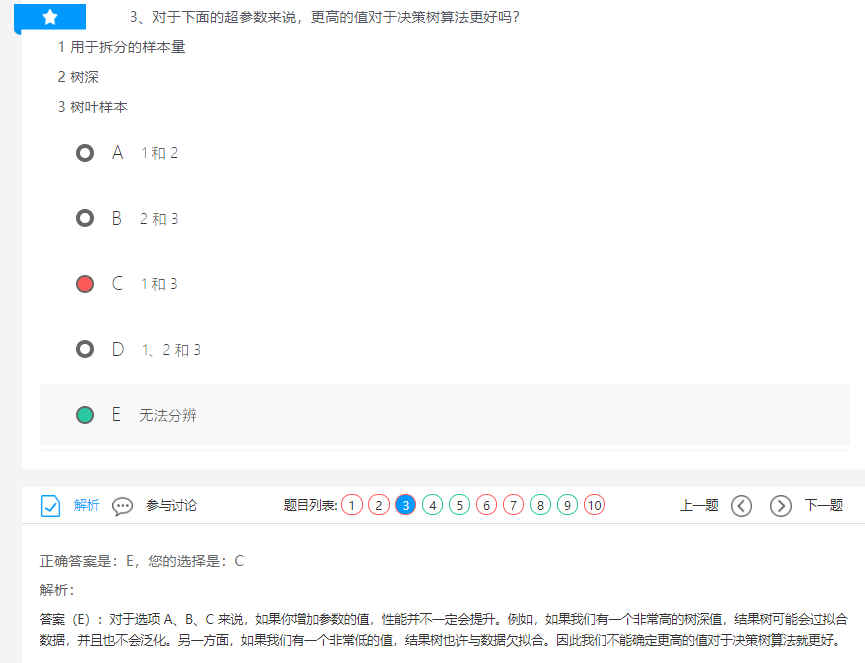 3、对于下面的超参数来说，更高的值对于决策树算法更好吗？
1 用于拆分的样本量
2 树深
3 树叶样本
A 1 和 2
B 2 和 3
C 1 和 3
D 1、2 和 3
E 无法分辨
解析 参与讨论 题目列表: 1 2 3 4 5 6 7 8 9 10 上一题 下一题
正确答案是：E，您的选择是：C
解析：
答案（E）：对于选项 A、B、C 来说，如果你增加参数的值，性能并不一定会提升。例如，如果我们有一个非常高的树深值，结果树可能会过拟合
数据，并且也不会泛化。另一方面，如果我们有一个非常低的值，结果树也许与数据欠拟合。因此我们不能确定更高的值对于决策树算法就更好。